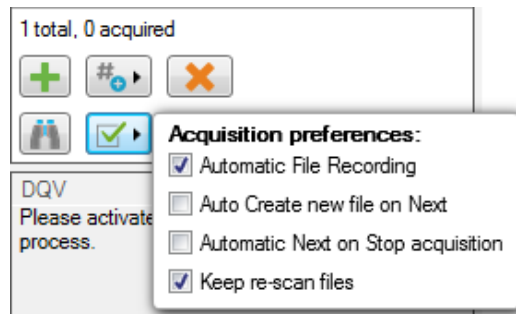 1 total, 0 acquired
#
Acquisition preferences:
Automatic File Recording
Auto Create new file on Next
Automatic Next on Stop acquisition
Keep re-scan files
DQV
Please activate
process.